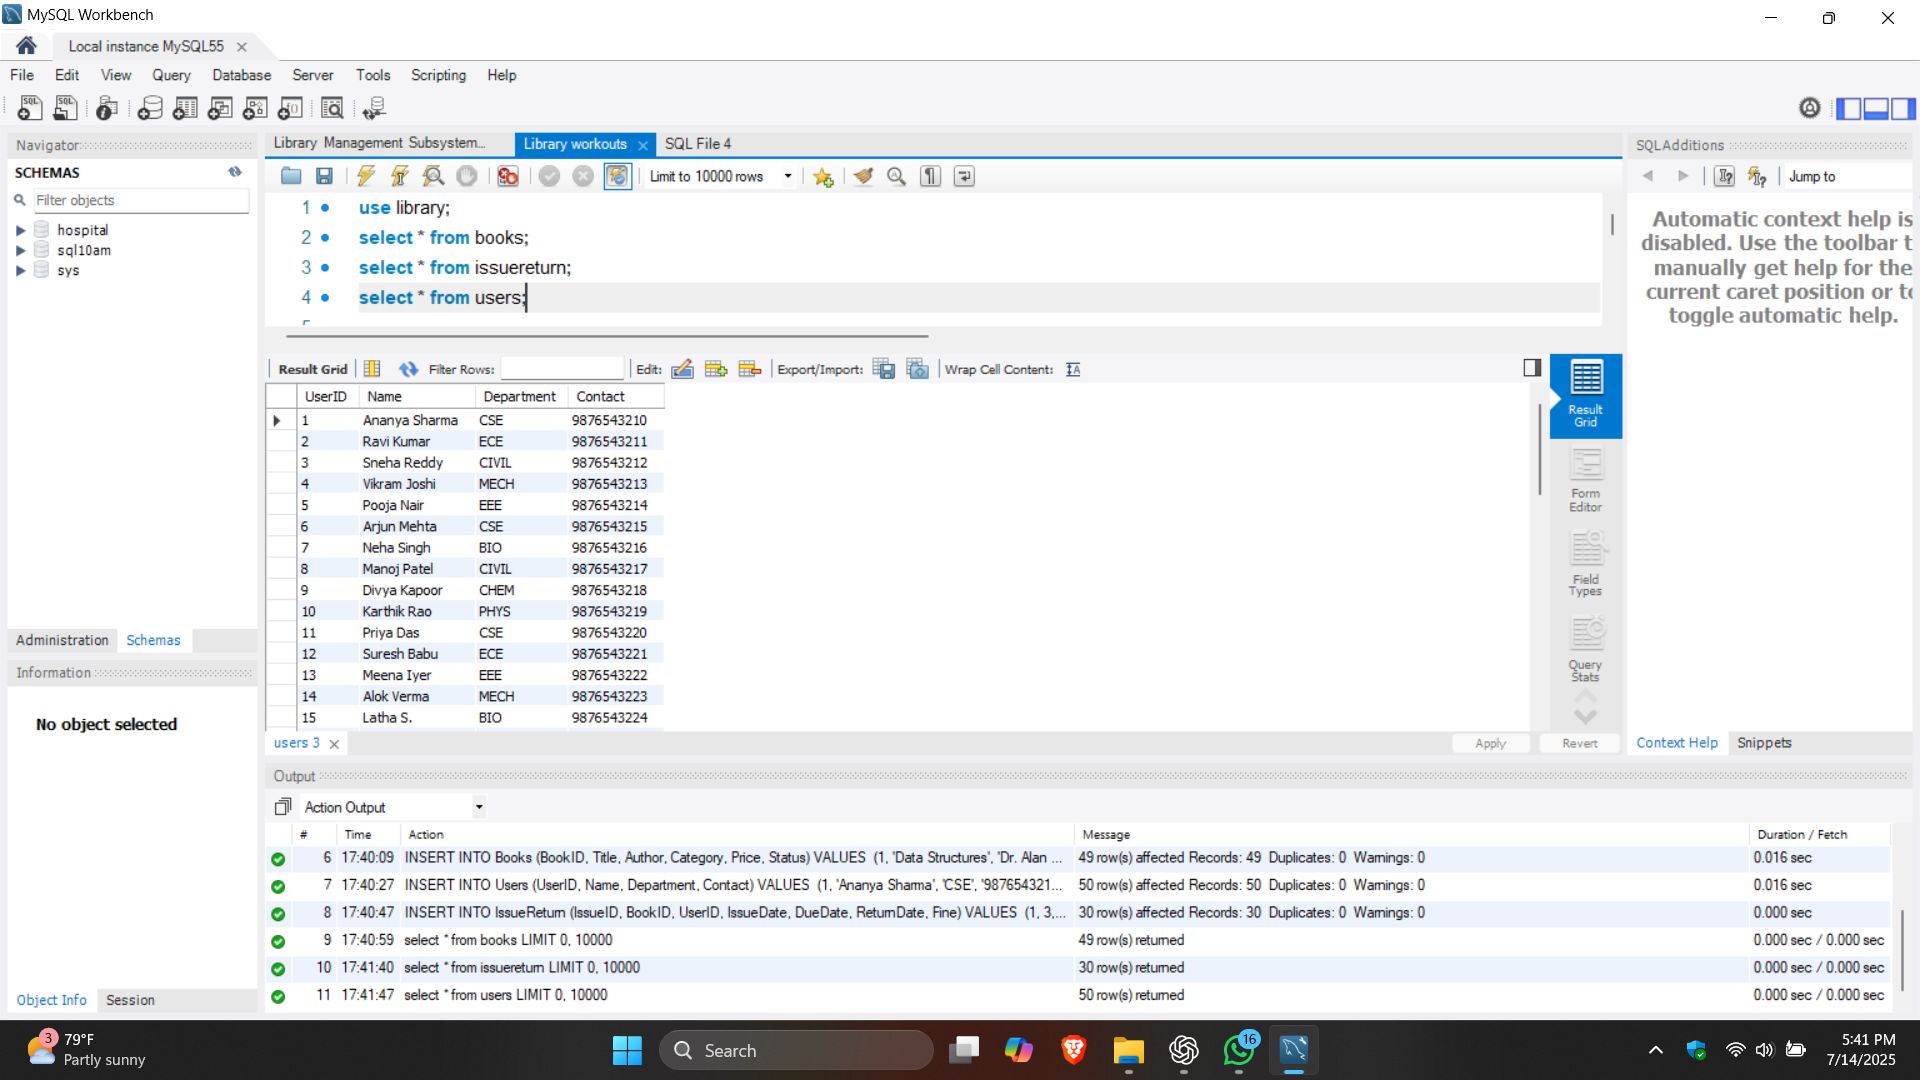 MySQL Workbench
Local instance MySQL55
File Edit View Query Database Server Tools Scripting Help
Navigator
SCHEMAS
Filter objects
hospital
sql10am
sys
Administration Schemas
Information
No object selected
Object Info Session
Library Management Subsystem... Library workouts SQL File 4
Limit to 10000 rows
1 use library;
2 select * from books;
3 select * from issuereturn;
4 select * from users;
Result Grid Filter Rows: Edit: Export/Import: Wrap Cell Content:
UserID Name Department Contact
1 Ananya Sharma CSE 9876543210
2 Ravi Kumar ECE 9876543211
3 Sneha Reddy CIVIL 9876543212
4 Vikram Joshi MECH 9876543213
5 Pooja Nair EEE 9876543214
6 Arjun Mehta CSE 9876543215
7 Neha Singh BIO 9876543216
8 Manoj Patel CIVIL 9876543217
9 Divya Kapoor CHEM 9876543218
10 Karthik Rao PHYS 9876543219
11 Priya Das CSE 9876543220
12 Suresh Babu ECE 9876543221
13 Meena Iyer EEE 9876543222
14 Alok Verma MECH 9876543223
15 Latha S. BIO 9876543224
Result
Grid
Form
Editor
Field
Types
Query
Stats
users 3 Apply Revert
SQLAdditions
Jump to
Automatic context help is
disabled. Use the toolbar t
manually get help for the
current caret position or to
toggle automatic help.
Context Help Snippets
Output
Action Output
# Time Action Message Duration / Fetch
6 17:40:09 INSERT INTO Books (BookID, Title, Author, Category, Price, Status) VALUES (1, 'Data Structures', 'Dr. Alan ... 49 row(s) affected Records: 49 Duplicates: 0 Warnings: 0 0.016 sec
7 17:40:27 INSERT INTO Users (UserID, Name, Department, Contact) VALUES (1, 'Ananya Sharma', 'CSE', '987654321... 50 row(s) affected Records: 50 Duplicates: 0 Warnings: 0 0.016 sec
8 17:40:47 INSERT INTO IssueReturn (IssueID, BookID, UserID, IssueDate, DueDate, ReturnDate, Fine) VALUES (1, 3,... 30 row(s) affected Records: 30 Duplicates: 0 Warnings: 0 0.000 sec
9 17:40:59 select * from books LIMIT 0, 10000 49 row(s) returned 0.000 sec / 0.000 sec
10 17:41:40 select * from issuereturn LIMIT 0, 10000 30 row(s) returned 0.000 sec / 0.000 sec
11 17:41:47 select * from users LIMIT 0, 10000 50 row(s) returned 0.000 sec / 0.000 sec
3 79°F
Partly sunny
Search
16
5:41 PM
7/14/2025